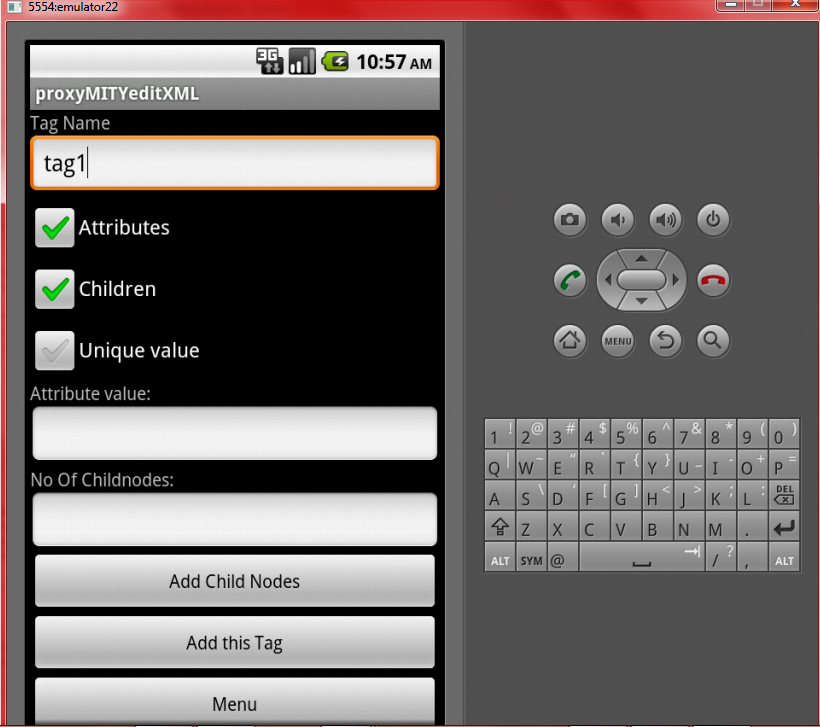 5554:emulator22
3G 10:57 AM
proxyMITYeditXML
Tag Name
tag1
Attributes
Children
Unique value
Attribute value:
No Of Childnodes:
Add Child Nodes
Add this Tag
Menu
MENU
1 ! 2 @ 3 # 4 $ 5 % 6 ^ 7 & 8 * 9 ( 0 )
Q | W ~ E " R ` T { Y } U _ I - O + P =
A S \ D ' F [ G ] H < J > K ; L : DEL
Z X C V B N M .
ALT SYM @ / ? , ALT